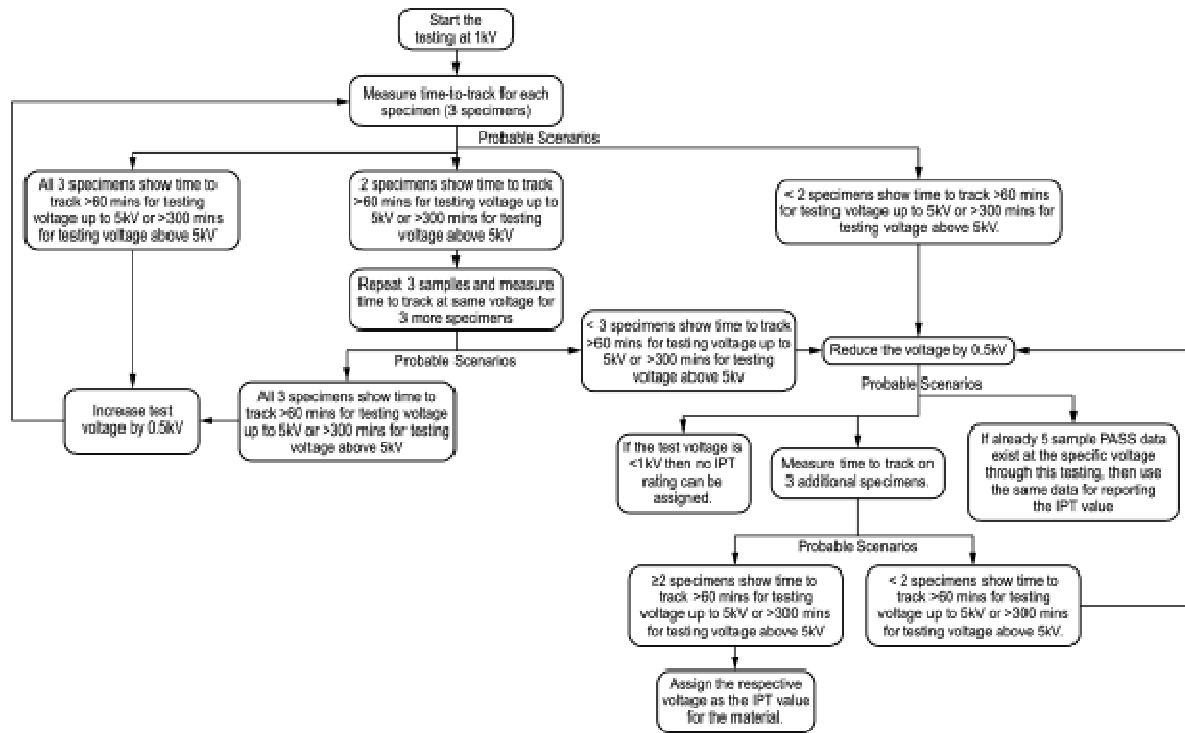 Start the
testing at 1kV
Measure time-to-track for each
specimen (3 specimens)
Probable Scenarios
All 3 specimens show time to
track >60 mins for testing
voltage up to 5kV or >300 mins
for testing voltage above 5kV
2 specimens show time to track
>60 mins for testing voltage up to
5kV or >300 mins for testing
voltage above 5kV
< 2 specimens show time to track >60 mins
for testing voltage up to 5kV or >300 mins for
testing voltage above 5kV.
Repeat 3 samples and measure
time to track at same voltage for
3 more specimens
< 3 specimens show time to track
>60 mins for testing voltage up to
5kV or >300 mins for testing
voltage above 5kv
Reduce the voltage by 0.5kV
Probable Scenarios
Probable Scenarios
Increase test
voltage by 0.5kV
All 3 specimens show time to
track >60 mins for testing voltage
up to 5kV or >300 mins for testing
voltage above 5kV
If the test voltage is
<1kV then no IPT
rating can be
assigned.
Measure time to track on
3 additional specimens.
If already 5 sample PASS data
exist at the specific voltage
through this testing, then use
the same data for reporting
the IPT value
Probable Scenarios
≥2 specimens show time to
track >60 mins for testing
voltage up to 5kV or >300 mins
for testing voltage above 5kV
< 2 specimens show time to
track >60 mins for testing
voltage up to 5kV or >300 mins
for testing voltage above 5kV.
Assign the respective
voltage as the IPT value
for the material.